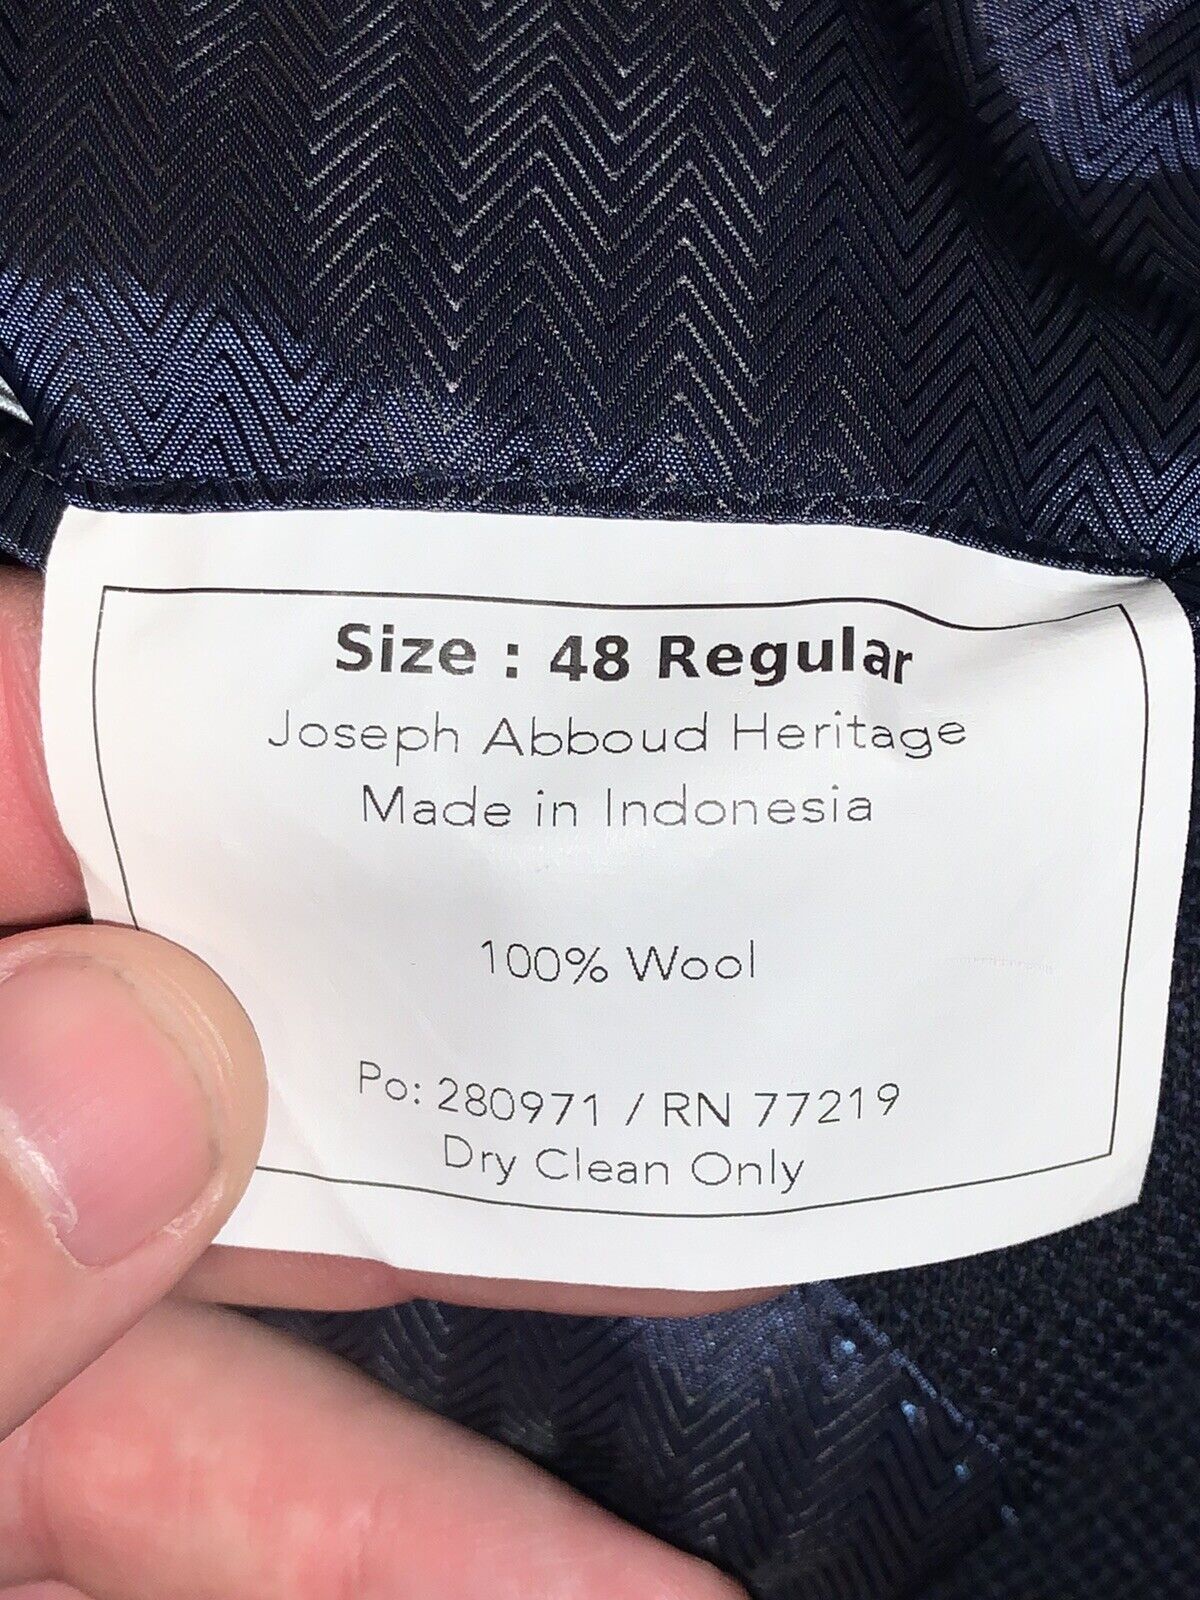 Size : 48 Regular
Joseph Abboud Heritage
Made in Indonesia
100% Wool
Po: 280971 / RN 77219
Dry Clean Only